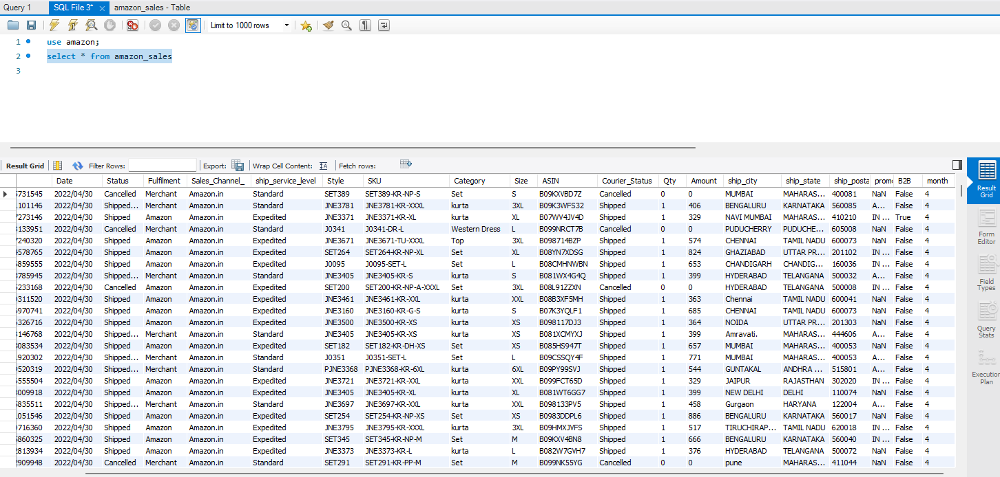 Query 1 SQL File 3* amazon_sales - Table
Limit to 1000 rows
1 use amazon;
2 select * from amazon_sales
3
Result Grid Filter Rows: Export: Wrap Cell Content: Fetch rows:
Date Status Fulfilment Sales_Channel_ ship_service_level Style SKU Category Size ASIN Courier_Status Qty Amount ship_city ship_state ship_posta promo B2B month
5731545 2022/04/30 Cancelled Merchant Amazon.in Standard SET389 SET389-KR-NP-S Set S B09KXVBD7Z Cancelled 0 0 MUMBAI MAHARAS... 400081 NaN False 4
1101146 2022/04/30 Shipped... Merchant Amazon.in Standard JNE3781 JNE3781-KR-XXXL kurta 3XL B09K3WFS32 Shipped 1 406 BENGALURU KARNATAKA 560085 A... False 4
7273146 2022/04/30 Shipped Amazon Amazon.in Expedited JNE3371 JNE3371-KR-XL kurta XL B07WV4JV4D Shipped 1 329 NAVI MUMBAI MAHARAS... 410210 IN ... True 4
8133951 2022/04/30 Cancelled Merchant Amazon.in Standard J0341 J0341-DR-L Western Dress L B099NRCT7B Cancelled 0 0 PUDUCHERRY PUDUCHE... 605008 NaN False 4
7240320 2022/04/30 Shipped Amazon Amazon.in Expedited JNE3671 JNE3671-TU-XXXL Top 3XL B098714BZP Shipped 1 574 CHENNAI TAMIL NADU 600073 NaN False 4
4578765 2022/04/30 Shipped Amazon Amazon.in Expedited SET264 SET264-KR-NP-XL Set XL B08YN7XDSG Shipped 1 824 GHAZIABAD UTTAR PR... 201102 IN ... False 4
6859555 2022/04/30 Shipped Amazon Amazon.in Expedited J0095 J0095-SET-L Set L B08CMHNWBN Shipped 1 653 CHANDIGARH CHANDIG... 160036 IN ... False 4
8785945 2022/04/30 Shipped... Merchant Amazon.in Standard JNE3405 JNE3405-KR-S kurta S B081WX4G4Q Shipped 1 399 HYDERABAD TELANGANA 500032 A... False 4
6233168 2022/04/30 Cancelled Amazon Amazon.in Expedited SET200 SET200-KR-NP-A-XXXL Set 3XL B08L91ZZXN Cancelled 0 0 HYDERABAD TELANGANA 500008 IN ... False 4
0311520 2022/04/30 Shipped Amazon Amazon.in Expedited JNE3461 JNE3461-KR-XXL kurta XXL B08B3XF5MH Shipped 1 363 Chennai TAMIL NADU 600041 NaN False 4
5970741 2022/04/30 Shipped Amazon Amazon.in Expedited JNE3160 JNE3160-KR-G-S kurta S B07K3YQLF1 Shipped 1 685 CHENNAI TAMIL NADU 600073 NaN False 4
5326716 2022/04/30 Shipped Amazon Amazon.in Expedited JNE3500 JNE3500-KR-XS kurta XS B098117DJ3 Shipped 1 364 NOIDA UTTAR PR... 201303 NaN False 4
8146768 2022/04/30 Shipped... Merchant Amazon.in Standard JNE3405 JNE3405-KR-XS kurta XS B081XCMYXJ Shipped 1 399 Amravati. MAHARAS... 444606 A... False 4
3083534 2022/04/30 Shipped Amazon Amazon.in Expedited SET182 SET182-KR-DH-XS Set XS B085HS947T Shipped 1 657 MUMBAI MAHARAS... 400053 NaN False 4
1920302 2022/04/30 Shipped... Merchant Amazon.in Standard J0351 J0351-SET-L Set L B09CSSQY4F Shipped 1 771 MUMBAI MAHARAS... 400053 A... False 4
9520319 2022/04/30 Shipped... Merchant Amazon.in Standard PJNE3368 PJNE3368-KR-6XL kurta 6XL B09PY99SVJ Shipped 1 544 GUNTAKAL ANDHRA ... 515801 A... False 4
5555504 2022/04/30 Shipped Amazon Amazon.in Expedited JNE3721 JNE3721-KR-XXL kurta XXL B099FCT65D Shipped 1 329 JAIPUR RAJASTHAN 302020 IN ... False 4
8009918 2022/04/30 Shipped Amazon Amazon.in Expedited JNE3405 JNE3405-KR-XL kurta XL B081WT6GG7 Shipped 1 399 NEW DELHI DELHI 110074 NaN False 4
5835511 2022/04/30 Shipped... Merchant Amazon.in Standard JNE3697 JNE3697-KR-XXL kurta XXL B098133PV5 Shipped 1 458 Gurgaon HARYANA 122004 A... False 4
1051546 2022/04/30 Shipped Amazon Amazon.in Expedited SET254 SET254-KR-NP-XS Set XS B0983DDPL6 Shipped 1 886 BENGALURU KARNATAKA 560017 NaN False 4
0716360 2022/04/30 Shipped Amazon Amazon.in Expedited JNE3795 JNE3795-KR-XXXL kurta 3XL B09HMXJVFS Shipped 1 517 TIRUCHIRAP... TAMIL NADU 620018 IN ... False 4
6860325 2022/04/30 Shipped Amazon Amazon.in Expedited SET345 SET345-KR-NP-M Set M B09KXV4BN8 Shipped 1 666 BENGALURU KARNATAKA 560040 IN ... False 4
2813934 2022/04/30 Shipped Amazon Amazon.in Expedited JNE3373 JNE3373-KR-L kurta L B082W7GVH7 Shipped 1 376 HYDERABAD TELANGANA 500072 NaN False 4
2909948 2022/04/30 Cancelled Merchant Amazon.in Standard SET291 SET291-KR-PP-M Set M B099NK55YG Cancelled 0 0 pune MAHARAS... 411044 NaN False 4
Result
Grid
Form
Editor
Field
Types
Query
Stats
Execution
Plan